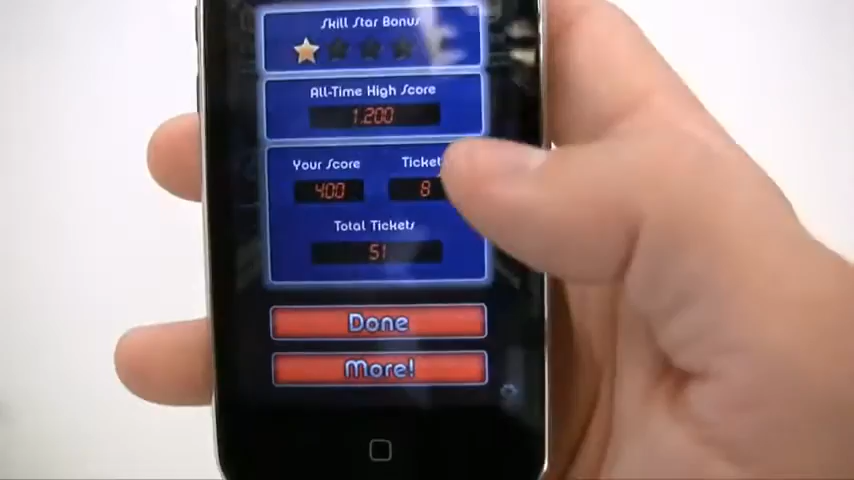 Skill Star Bonus
All-Time High Score
1,200
Your Score
Ticket
400
8
Total Tickets
51
Done
More!